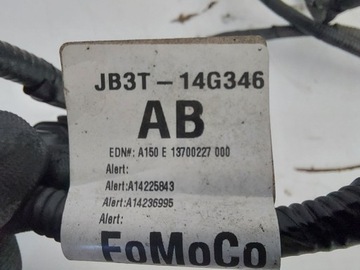 JB3T-14G346
AB
EDN#: A150 E 13700227 000
Alert:
Alert:A14225843
Alert:A14236995
Alert:
FoMoCo